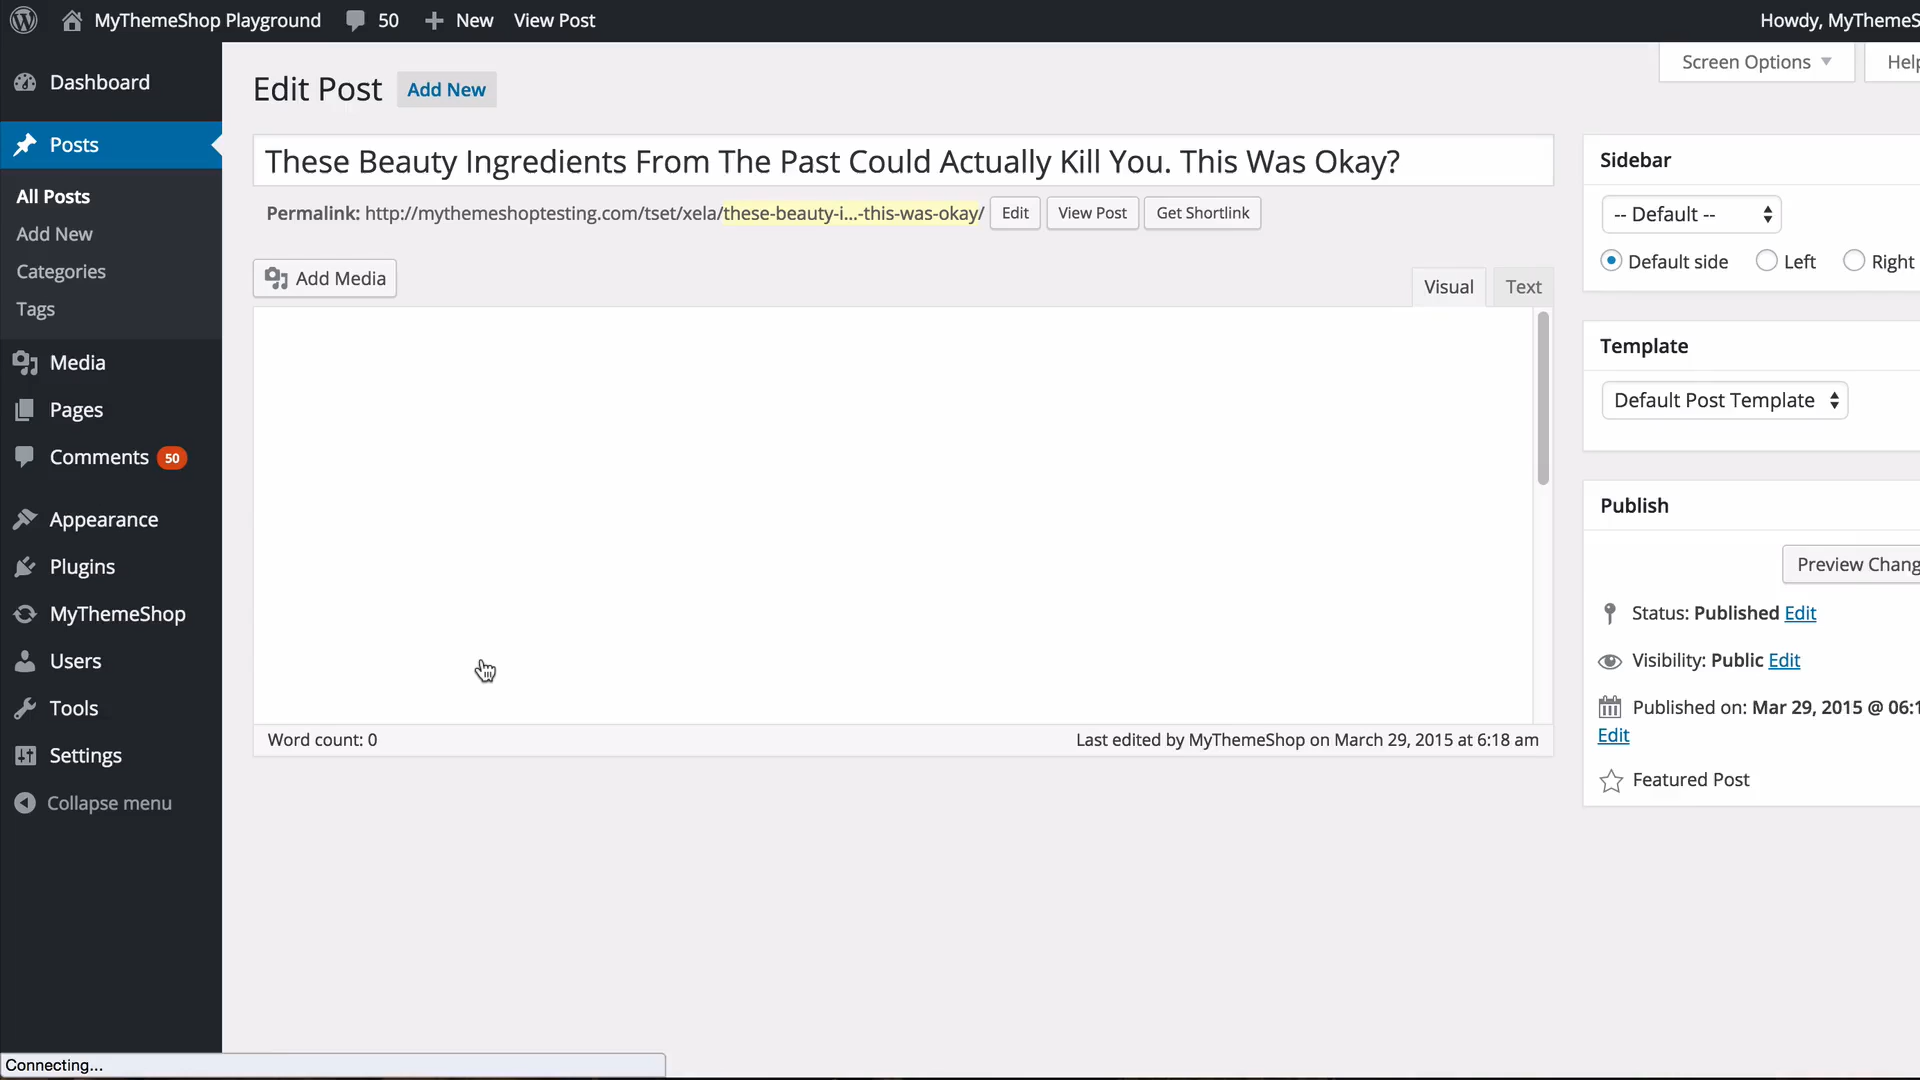 MyThemeShop Playground 50 New View Post Howdy, MyThemeS
Dashboard
Posts
All Posts
Add New
Categories
Tags
Media
Pages
Comments 50
Appearance
Plugins
MyThemeShop
Users
Tools
Settings
Collapse menu
Screen Options Help
Edit Post Add New
These Beauty Ingredients From The Past Could Actually Kill You. This Was Okay?
Permalink: http://mythemeshoptesting.com/tset/xela/these-beauty-i...-this-was-okay/ Edit View Post Get Shortlink
Add Media
Visual Text
Word count: 0 Last edited by MyThemeShop on March 29, 2015 at 6:18 am
Sidebar
-- Default --
Default side Left Right
Template
Default Post Template
Publish
Preview Chang
Status: Published Edit
Visibility: Public Edit
Published on: Mar 29, 2015 @ 06:1
Edit
Featured Post
Connecting...